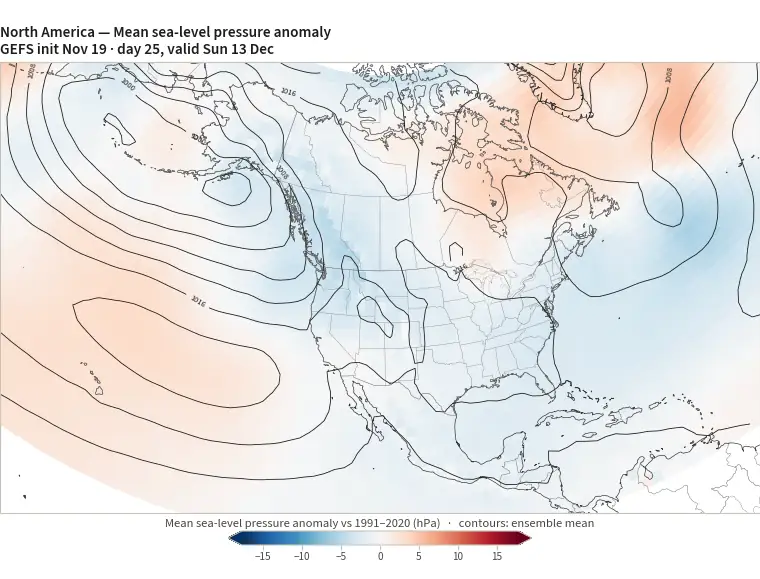 North America — Mean sea-level pressure anomaly
GEFS init Nov 19 · day 25, valid Sun 13 Dec
1008
1000
1016
1008
1008
1016
1016
Mean sea-level pressure anomaly vs 1991–2020 (hPa) · contours: ensemble mean
−15 −10 −5 0 5 10 15